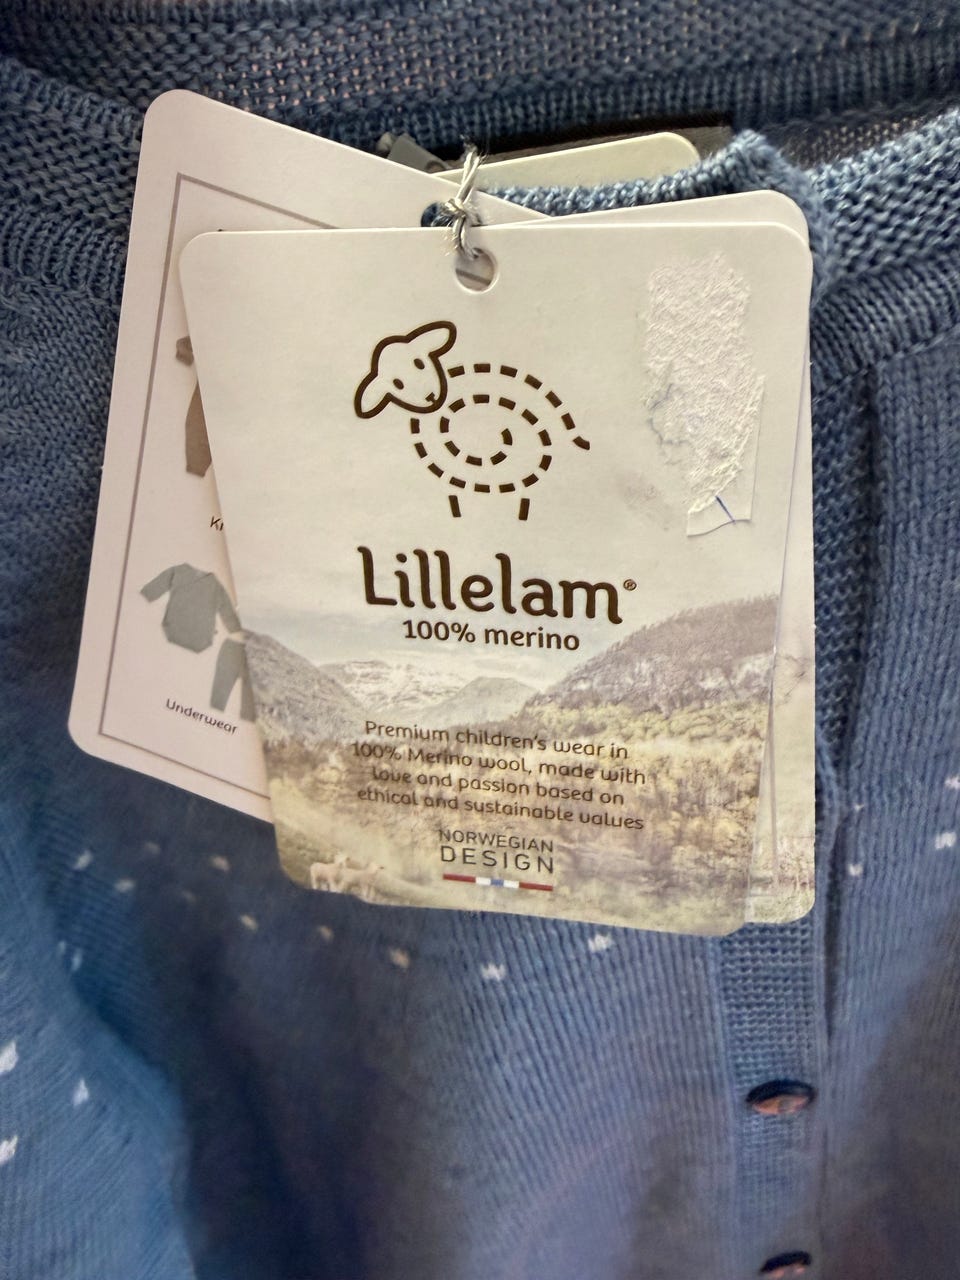 Lillelam®
100% merino
Premium children's wear in
100% Merino wool, made with
love and passion based on
ethical and sustainable values
NORWEGIAN
DESIGN
Underwear